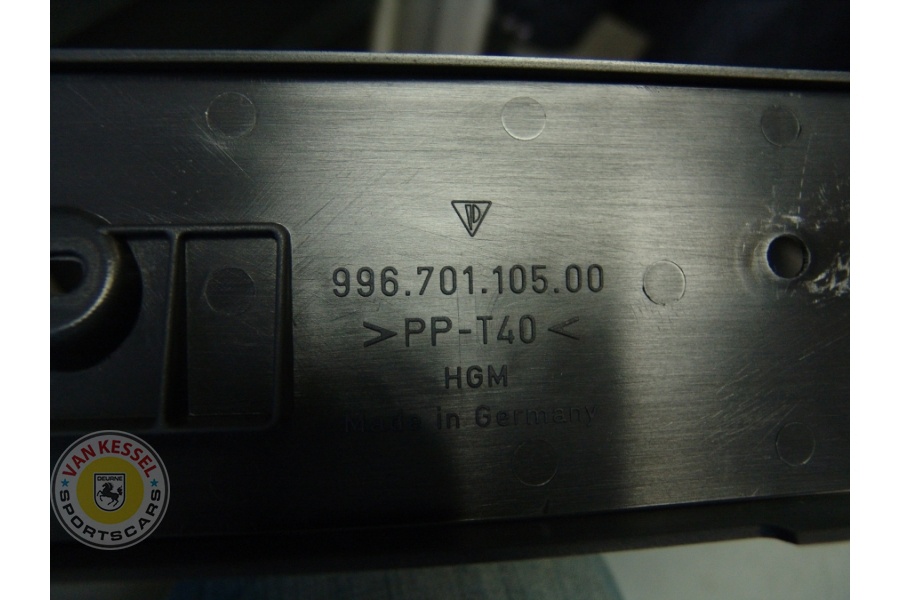 996.701.105.00
>PP-T40<
HGM
Made in Germany
VAN KESSEL
DEURNE
SPORTSCARS